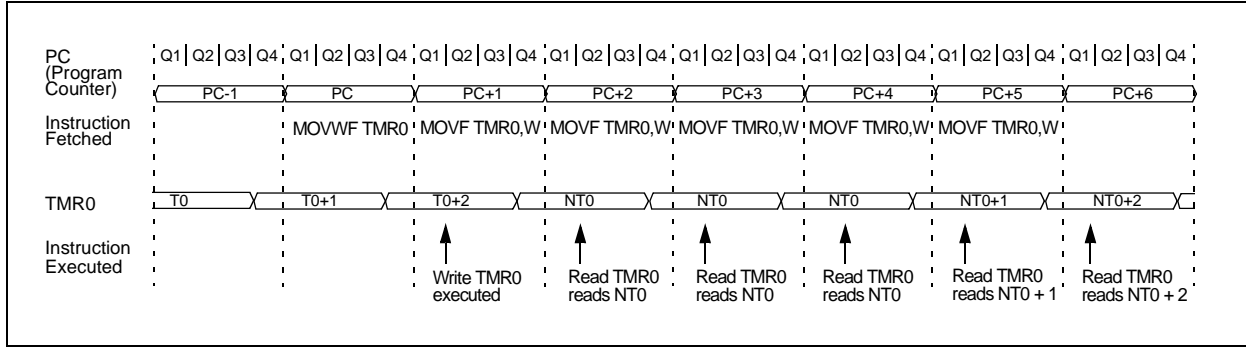 PC
(Program
Counter)
Q1 Q2 Q3 Q4 Q1 Q2 Q3 Q4 Q1 Q2 Q3 Q4 Q1 Q2 Q3 Q4 Q1 Q2 Q3 Q4 Q1 Q2 Q3 Q4 Q1 Q2 Q3 Q4 Q1 Q2 Q3 Q4
PC-1 PC PC+1 PC+2 PC+3 PC+4 PC+5 PC+6
Instruction
Fetched
MOVWF TMR0 MOVF TMR0,W MOVF TMR0,W MOVF TMR0,W MOVF TMR0,W MOVF TMR0,W
TMR0
T0 T0+1 T0+2 NT0 NT0 NT0 NT0+1 NT0+2
Instruction
Executed
Write TMR0
executed
Read TMR0
reads NT0
Read TMR0
reads NT0
Read TMR0
reads NT0
Read TMR0
reads NT0 + 1
Read TMR0
reads NT0 + 2